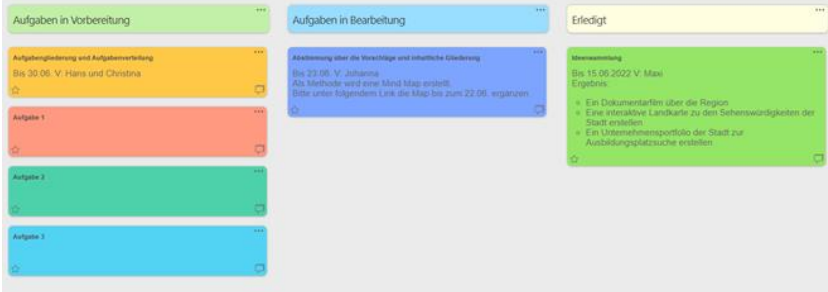 Aufgaben in Vorbereitung
Aufgabengliederung und Aufgabenverteilung
Bis 30.06. V: Hans und Christina
Aufgabe 1
Aufgabe 2
Aufgabe 3
Aufgaben in Bearbeitung
Abstimmung über die Vorschläge und inhaltliche Gliederung
Bis 23.06. V: Johanna
Als Methode wird eine Mind Map erstellt.
Bitte unter folgendem Link die Map bis zum 22.06. ergänzen
Erledigt
Ideensammlung
Bis 15.06.2022 V: Maxi
Ergebnis:
Ein Dokumentarfilm über die Region
Eine interaktive Landkarte zu den Sehenswürdigkeiten der
Stadt erstellen
Ein Unternehmensportfolio der Stadt zur
Ausbildungsplatzsuche erstellen